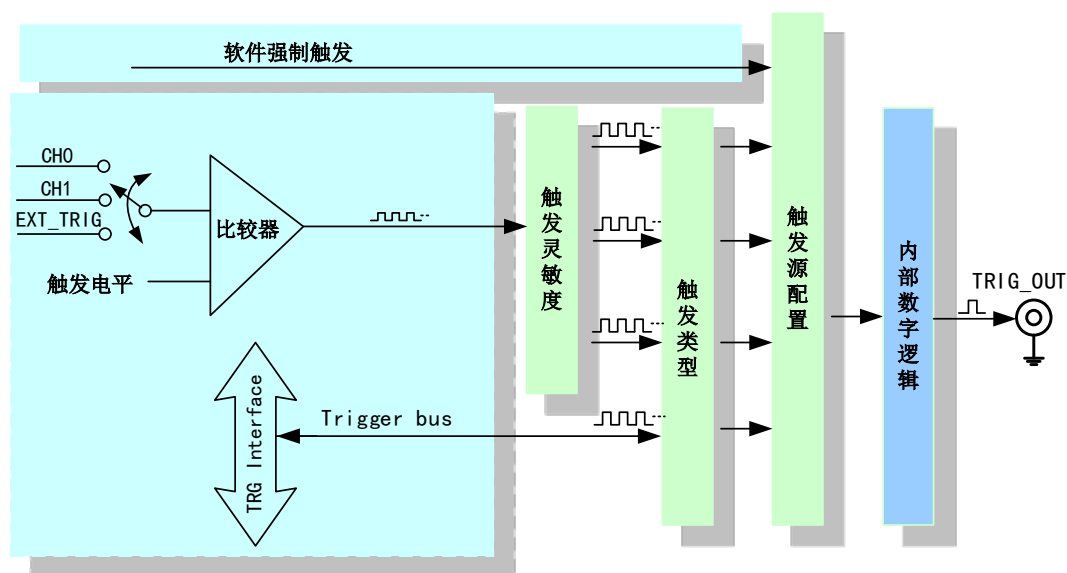 软件强制触发
CH0
CH1
EXT_TRIG
触发电平
比较器
TRG Interface
Trigger bus
触发灵敏度
触发类型
触发源配置
内部数字逻辑
TRIG_OUT